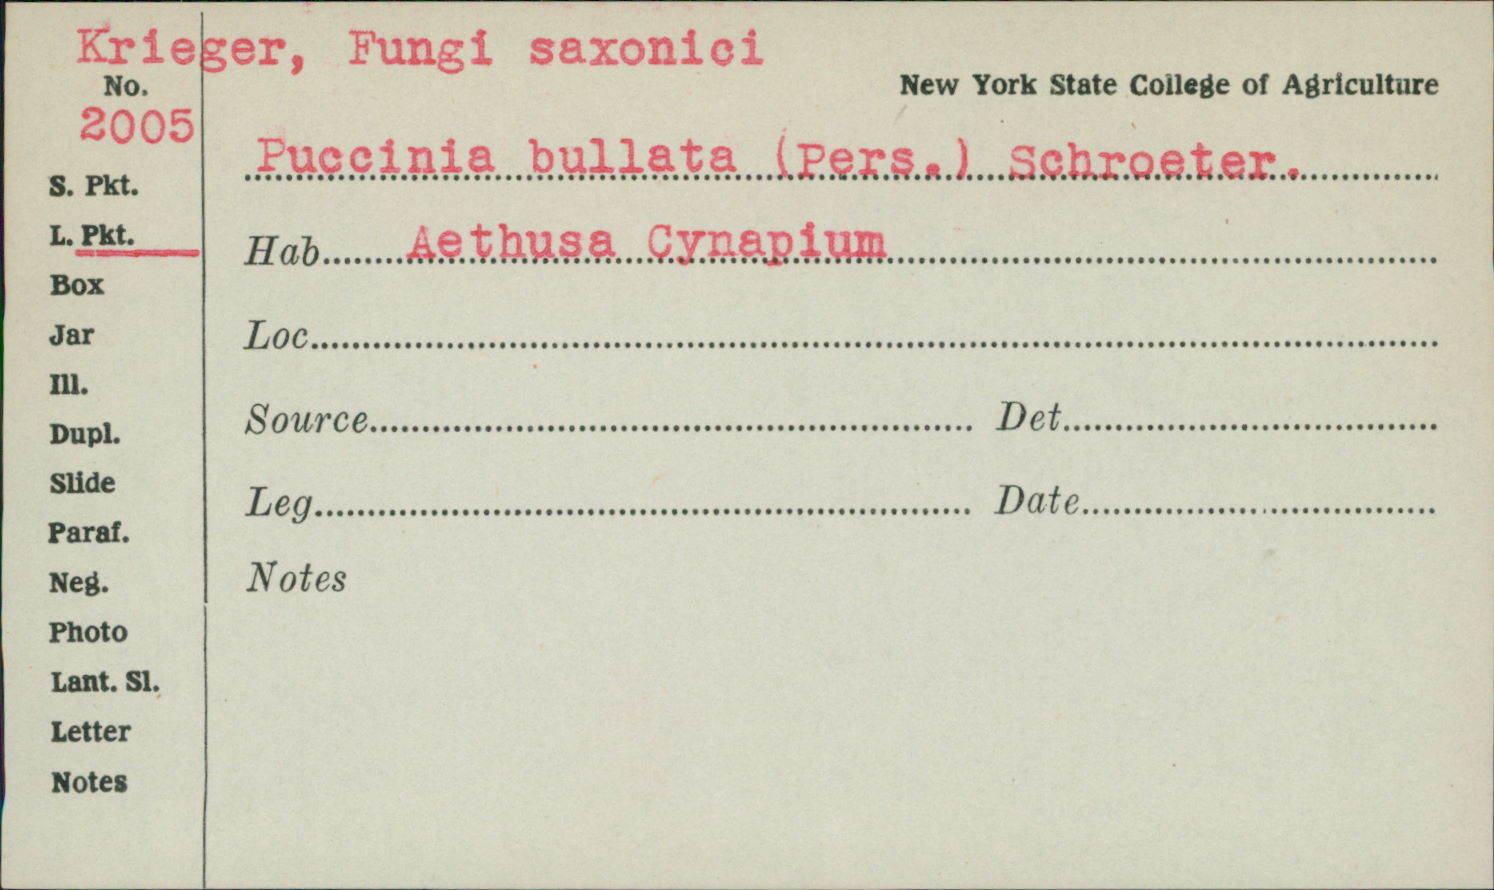 Krieger, Fungi saxonici
No.
2005
New York State College of Agriculture
Puccinia bullata (Pers.) Schroeter.
S. Pkt.
L. Pkt.
Hab. Aethusa Cynapium
Box
Jar
Loc.
Ill.
Dupl.
Source Det.
Slide
Leg. Date
Paraf.
Neg.
Notes
Photo
Lant. Sl.
Letter
Notes